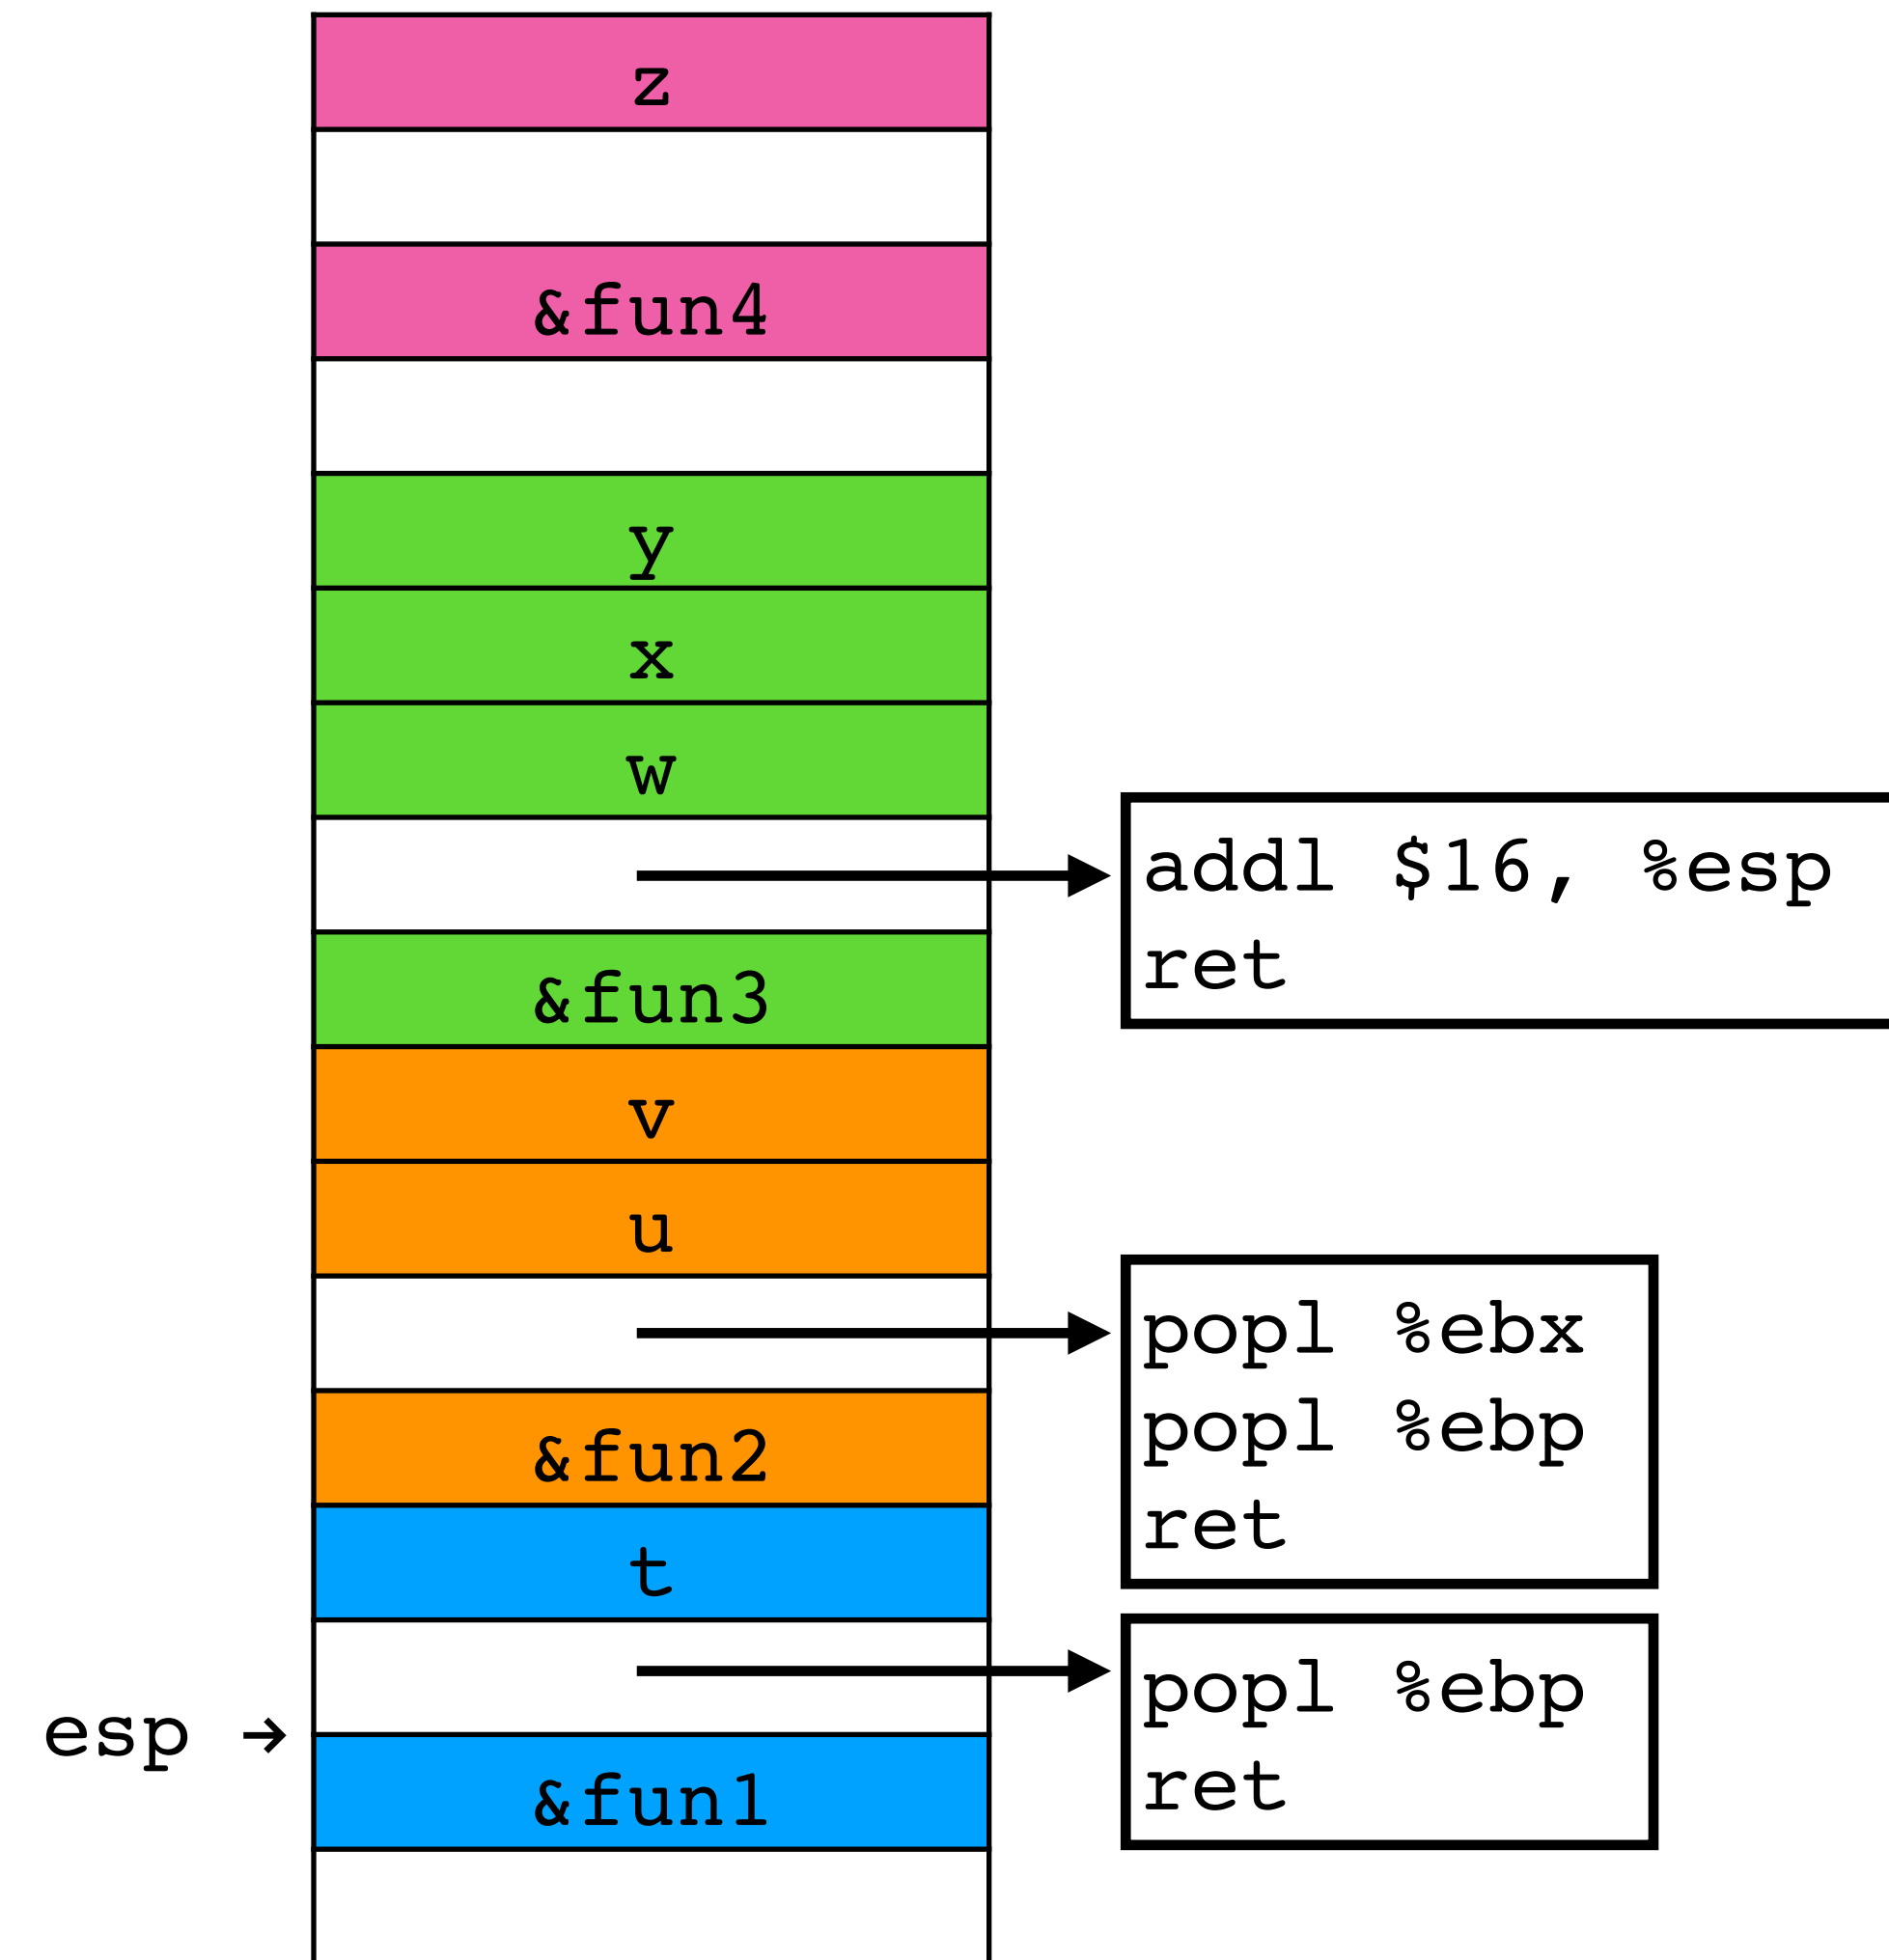 z
&fun4
y
x
w
addl $16, %esp
ret
&fun3
v
u
popl %ebx
popl %ebp
ret
&fun2
t
popl %ebp
ret
esp →
&fun1